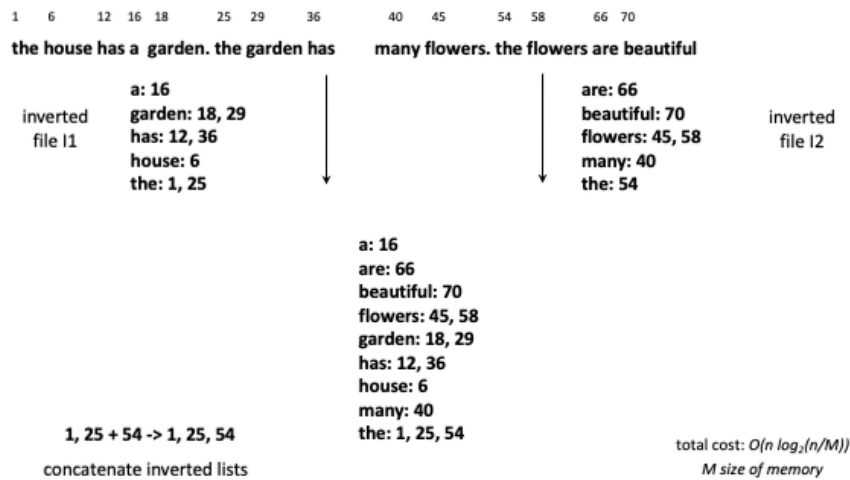 1 6 12 16 18 25 29 36 40 45 54 58 66 70
the house has a garden. the garden has many flowers. the flowers are beautiful
inverted
file I1
a: 16
garden: 18, 29
has: 12, 36
house: 6
the: 1, 25
are: 66
beautiful: 70
flowers: 45, 58
many: 40
the: 54
inverted
file I2
a: 16
are: 66
beautiful: 70
flowers: 45, 58
garden: 18, 29
has: 12, 36
house: 6
many: 40
the: 1, 25, 54
1, 25 + 54 -> 1, 25, 54
concatenate inverted lists
total cost: O(n log₂(n/M))
M size of memory